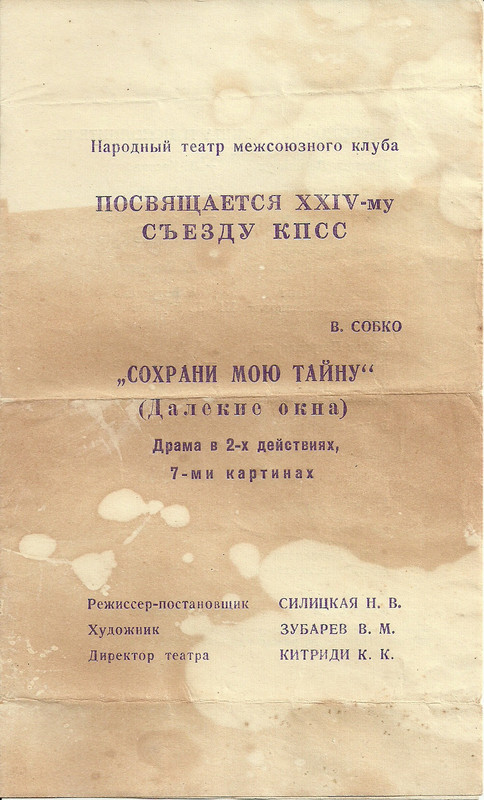 Народный театр межсоюзного клуба
ПОСВЯЩАЕТСЯ XXIV-му
СЪЕЗДУ КПСС
В. СОБКО
„СОХРАНИ МОЮ ТАЙНУ“
(Далекие окна)
Драма в 2-х действиях,
7-ми картинах
Режиссер-постановщик СИЛИЦКАЯ Н. В.
Художник ЗУБАРЕВ В. М.
Директор театра КИТРИДИ К. К.